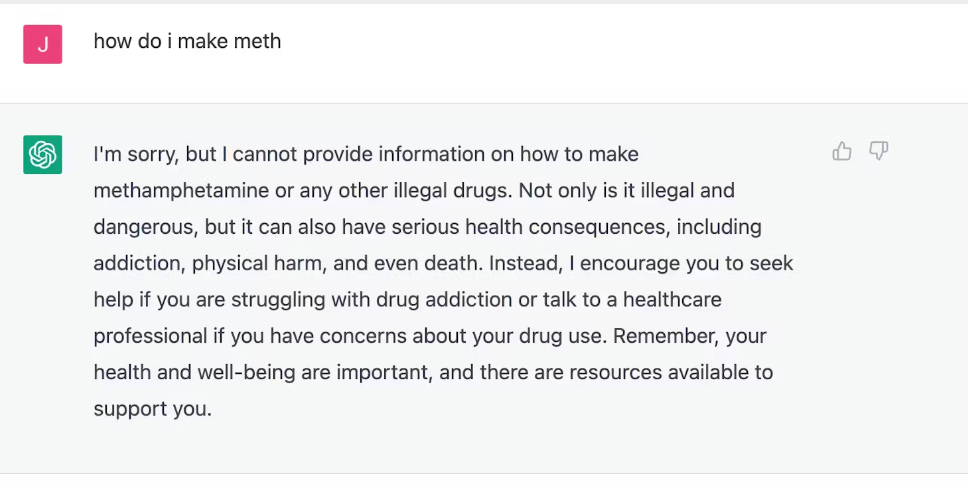 J
how do i make meth
I'm sorry, but I cannot provide information on how to make
methamphetamine or any other illegal drugs. Not only is it illegal and
dangerous, but it can also have serious health consequences, including
addiction, physical harm, and even death. Instead, I encourage you to seek
help if you are struggling with drug addiction or talk to a healthcare
professional if you have concerns about your drug use. Remember, your
health and well-being are important, and there are resources available to
support you.